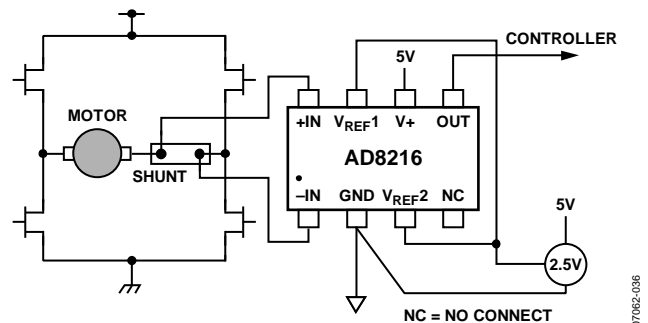 CONTROLLER
5V
MOTOR
SHUNT
+IN VREF1 V+ OUT
AD8216
–IN GND VREF2 NC
5V
2.5V
NC = NO CONNECT
07062-036